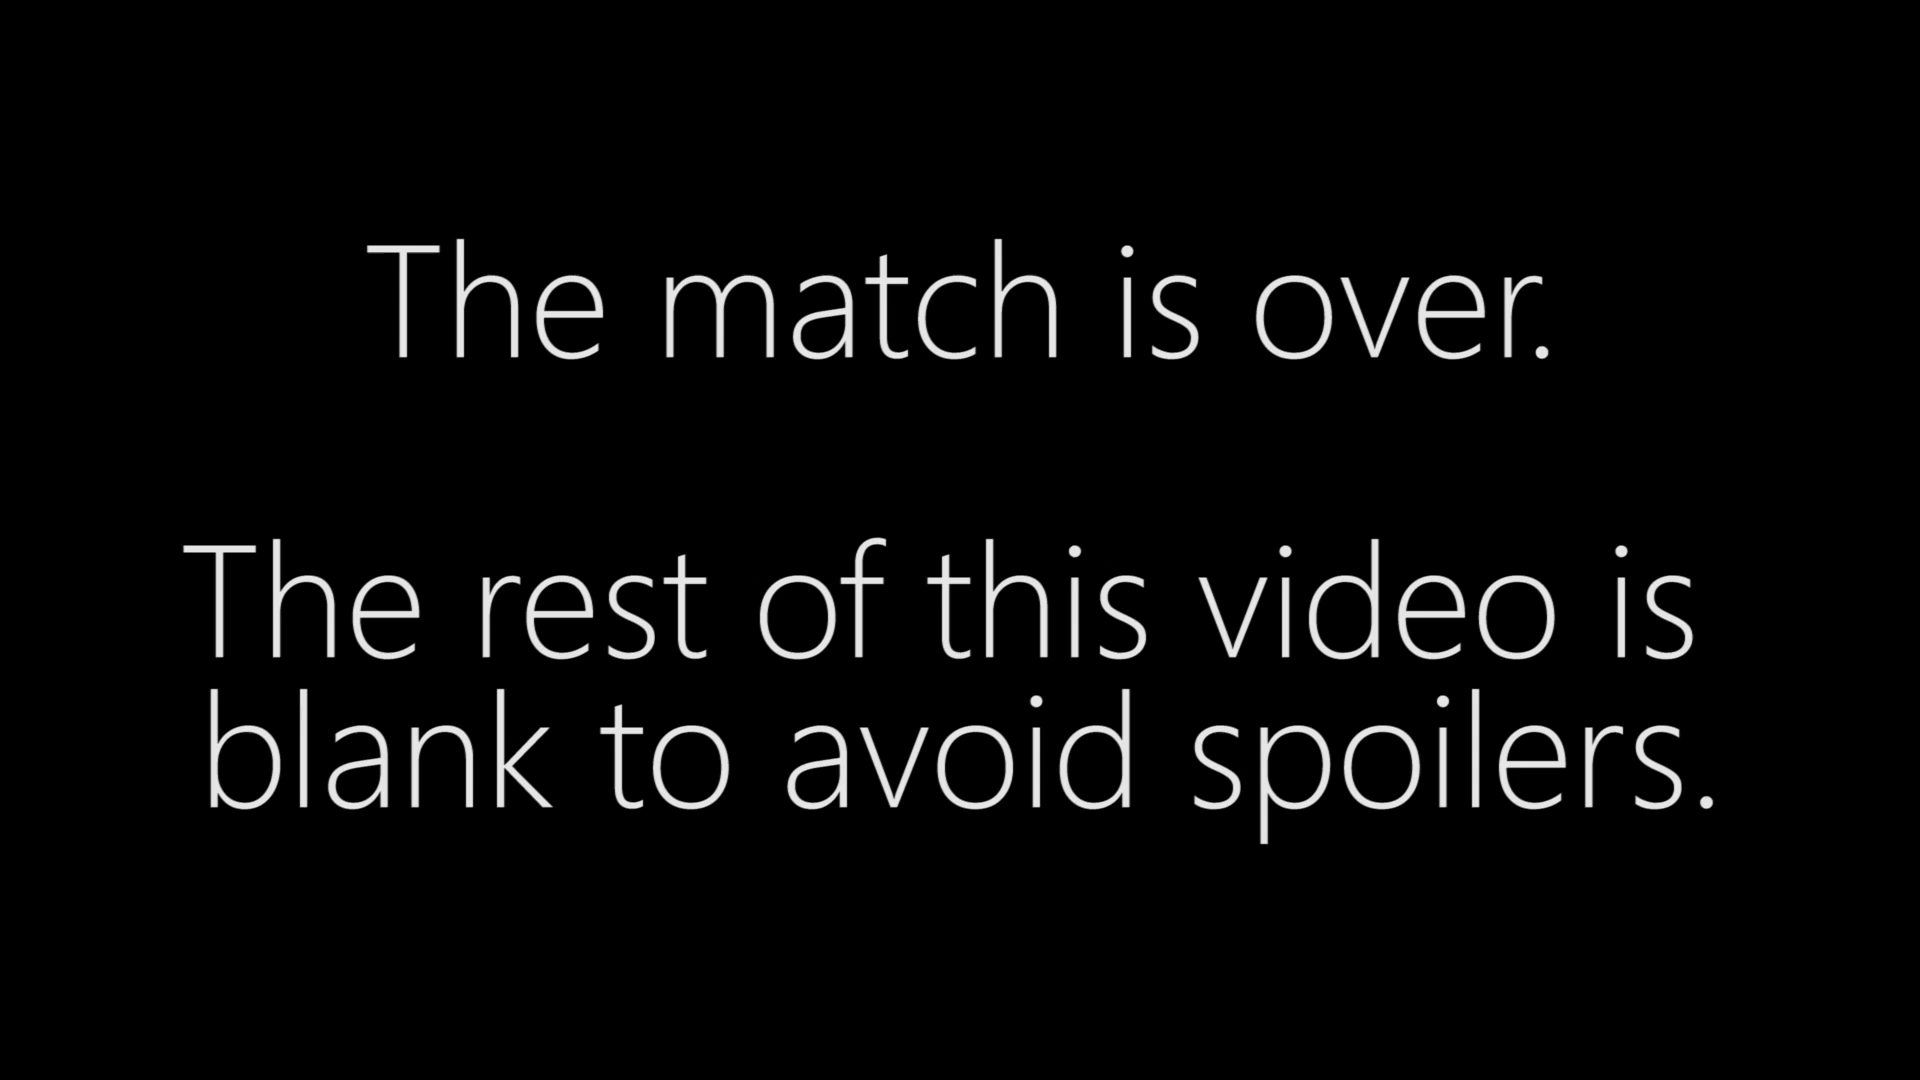 The match is over.
The rest of this video is
blank to avoid spoilers.